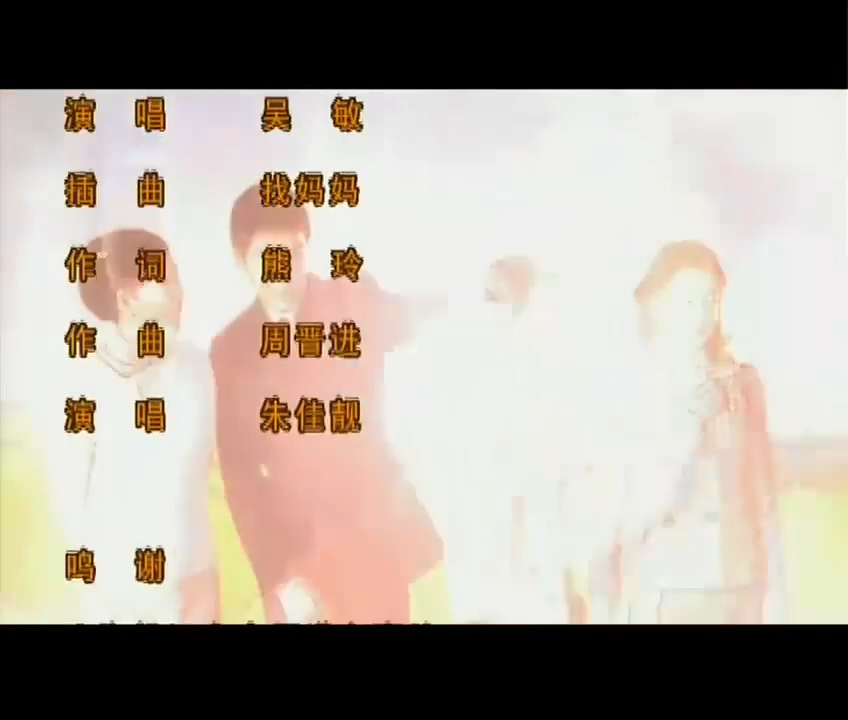 演 唱 吴 敏
插 曲 找妈妈
作 词 熊 玲
作 曲 周晋进
演 唱 朱佳靓
鸣 谢